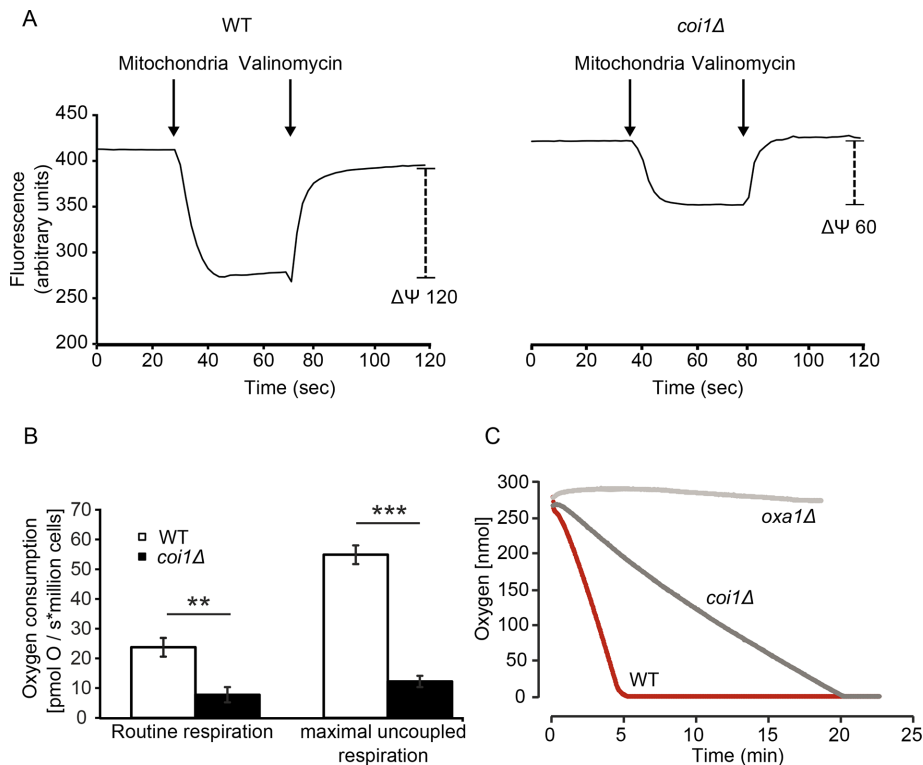 A
WT
coi1Δ
Mitochondria Valinomycin
Mitochondria Valinomycin
450
400
350
300
250
200
Fluorescence
(arbitrary units)
ΔΨ 120
ΔΨ 60
0 20 40 60 80 100 120
0 20 40 60 80 100 120
Time (sec)
Time (sec)
B
Oxygen consumption
[pmol O / s*million cells]
70
60
50
40
30
20
10
0
WT
coi1Δ
**
***
Routine respiration
maximal uncoupled
respiration
C
Oxygen [nmol]
300
250
200
150
100
50
0
oxa1Δ
coi1Δ
WT
0 5 10 15 20 25
Time (min)